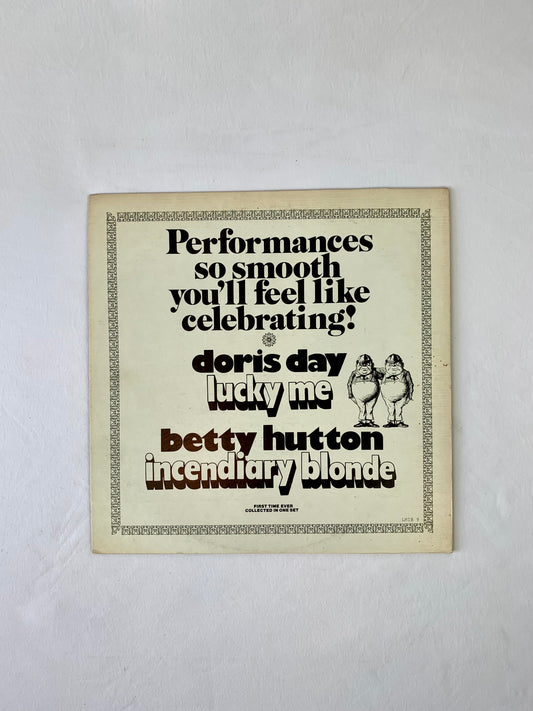 Performances
so smooth
you'll feel like
celebrating!
doris day
lucky me
betty hutton
incendiary blonde
FIRST TIME EVER
COLLECTED IN ONE SET